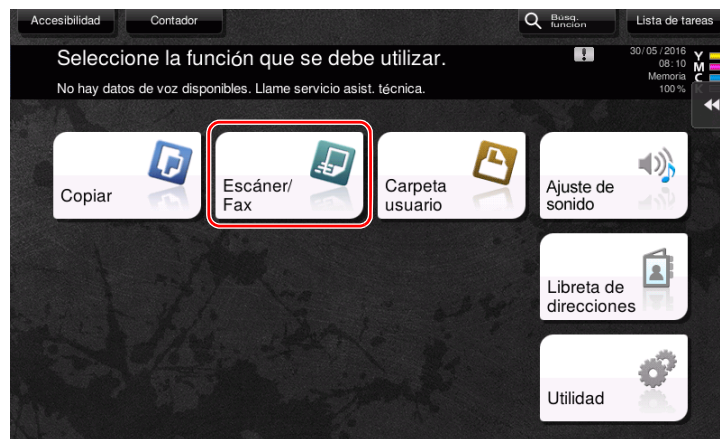 Accesibilidad
Contador
Búsq.
función
Lista de tareas
Seleccione la función que se debe utilizar.
No hay datos de voz disponibles. Llame servicio asist. técnica.
30/05/2016
08:10
Memoria
100 %
Y
M
C
K
Copiar
Escáner/
Fax
Carpeta
usuario
Ajuste de
sonido
Libreta de
direcciones
Utilidad